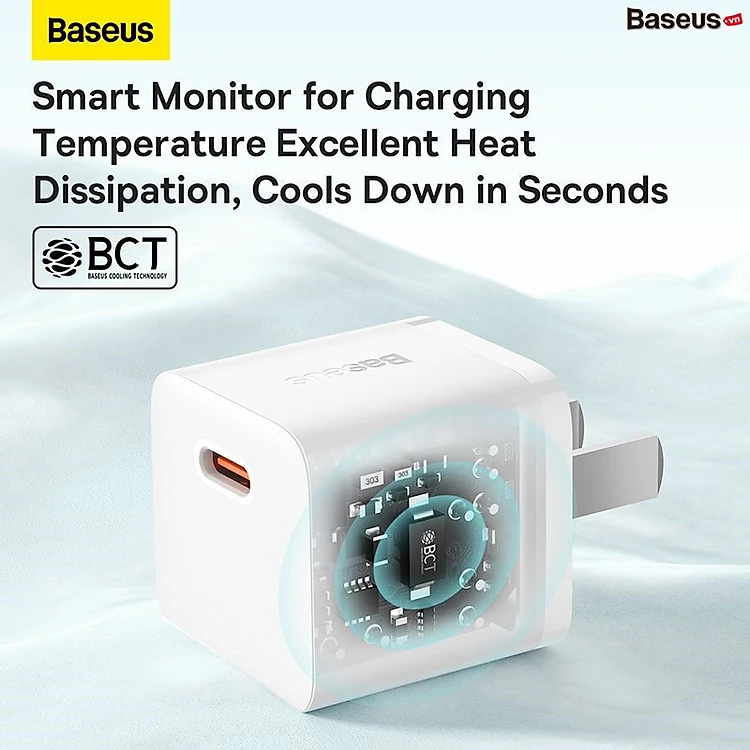 Baseus
Baseus.vn
Smart Monitor for Charging
Temperature Excellent Heat
Dissipation, Cools Down in Seconds
BCT
BASEUS COOLING TECHNOLOGY
Baseus
303
303
BCT